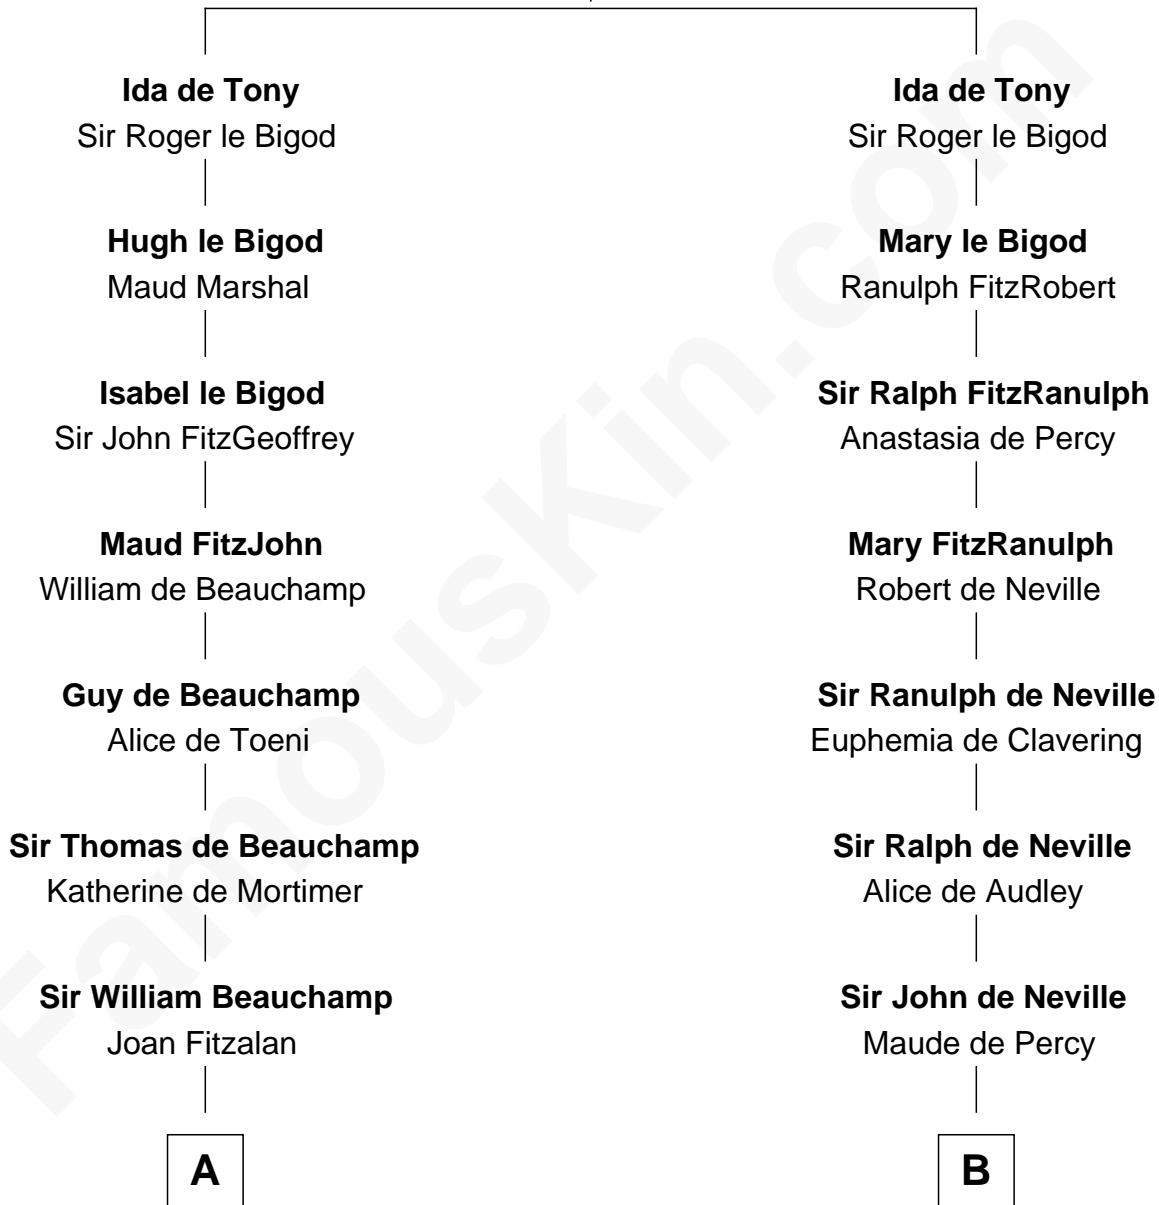 Ida de Tony
Sir Roger le Bigod
Hugh le Bigod
Maud Marshal
Isabel le Bigod
Sir John FitzGeoffrey
Maud FitzJohn
William de Beauchamp
Guy de Beauchamp
Alice de Toeni
Sir Thomas de Beauchamp
Katherine de Mortimer
Sir William Beauchamp
Joan Fitzalan
A
Ida de Tony
Sir Roger le Bigod
Mary le Bigod
Ranulph FitzRobert
Sir Ralph FitzRanulph
Anastasia de Percy
Mary FitzRanulph
Robert de Neville
Sir Ranulph de Neville
Euphemia de Clavering
Sir Ralph de Neville
Alice de Audley
Sir John de Neville
Maude de Percy
B
FamousKin.com